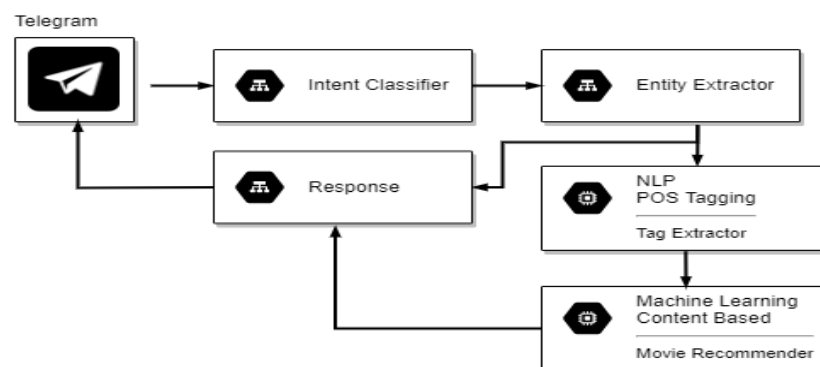 Telegram
Intent Classifier
Entity Extractor
Response
NLP
POS Tagging
Tag Extractor
Machine Learning
Content Based
Movie Recommender